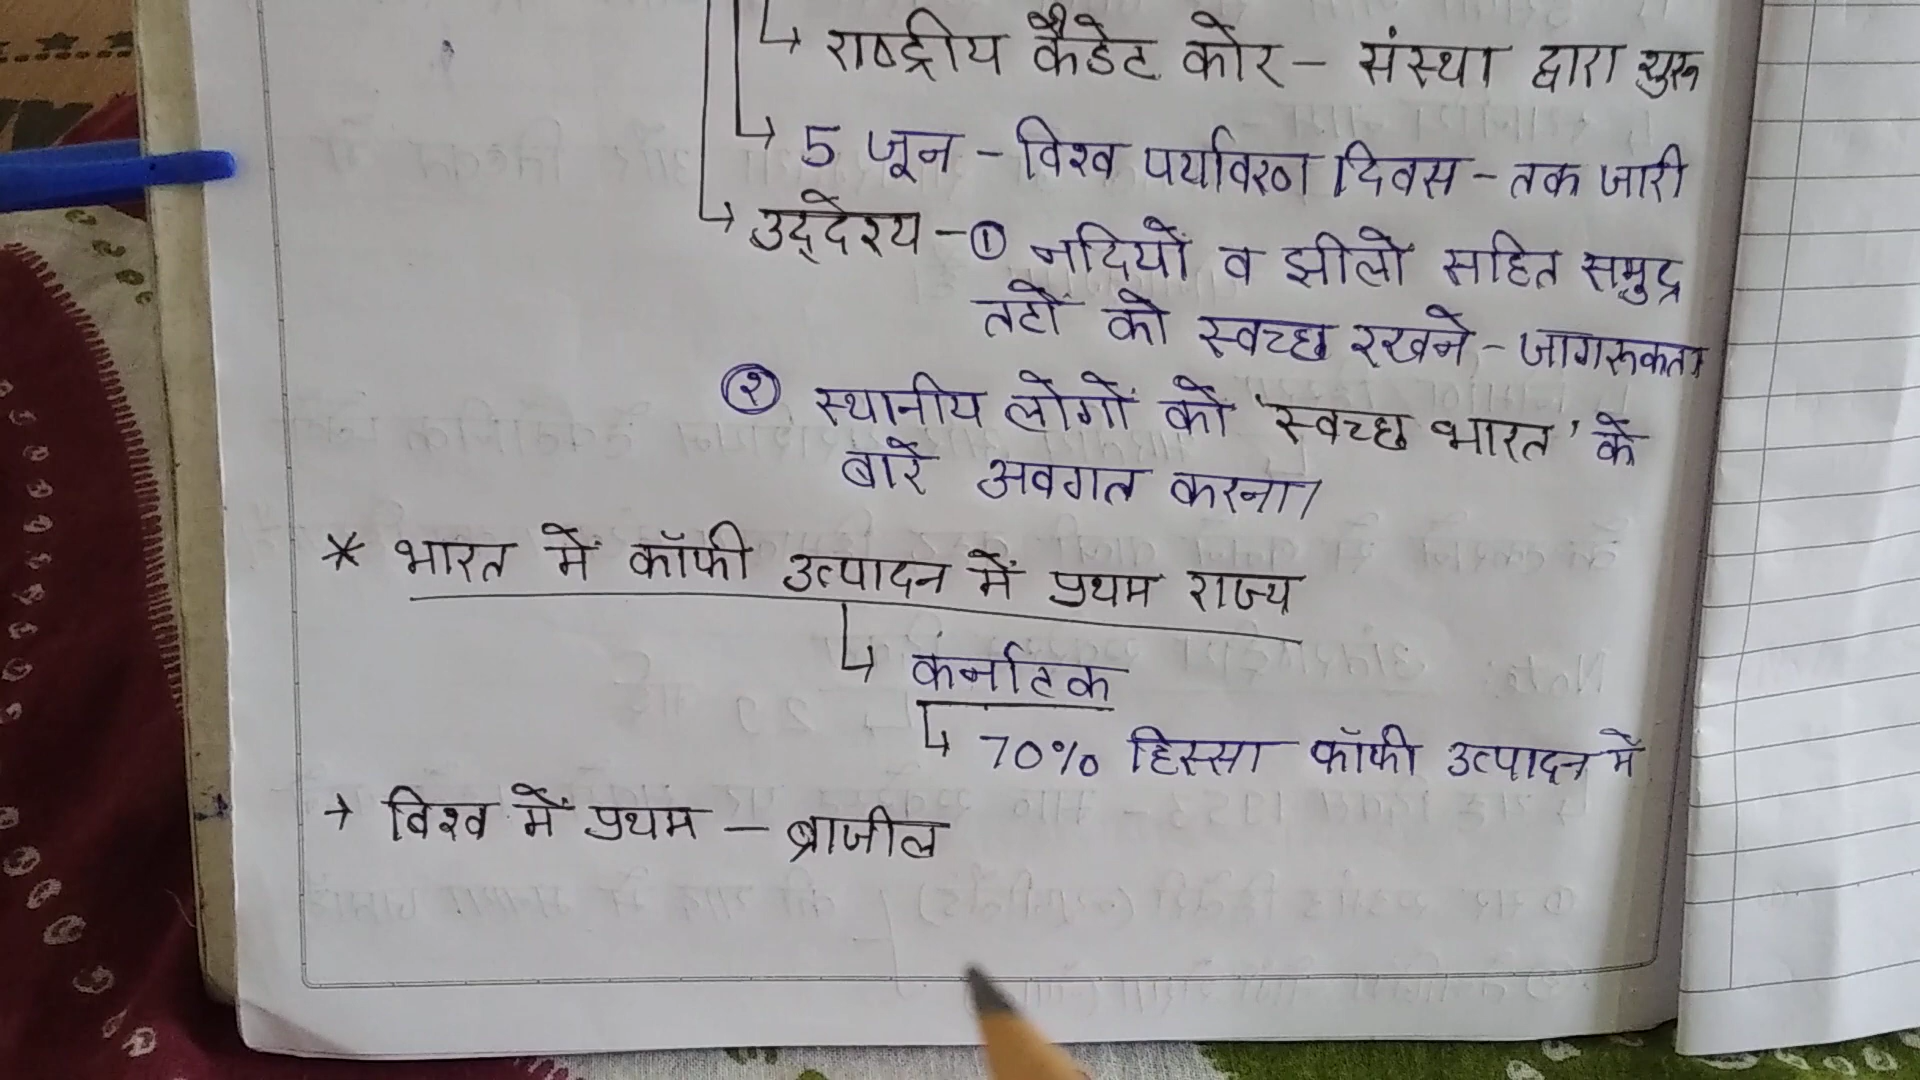 ↳ राष्ट्रीय कैडेट कोर – संस्था द्वारा शुरू
↳ 5 जून – विश्व पर्यावरण दिवस – तक जारी
↳ उद्देश्य – ① नदियों व झीलों सहित समुद्र
तटों को स्वच्छ रखने – जागरूकता
② स्थानीय लोगों को 'स्वच्छ भारत' के
बारे अवगत करना।
* भारत में कॉफी उत्पादन में प्रथम राज्य
↳ कर्नाटक
↳ 70% हिस्सा कॉफी उत्पादन में
→ विश्व में प्रथम – ब्राजील